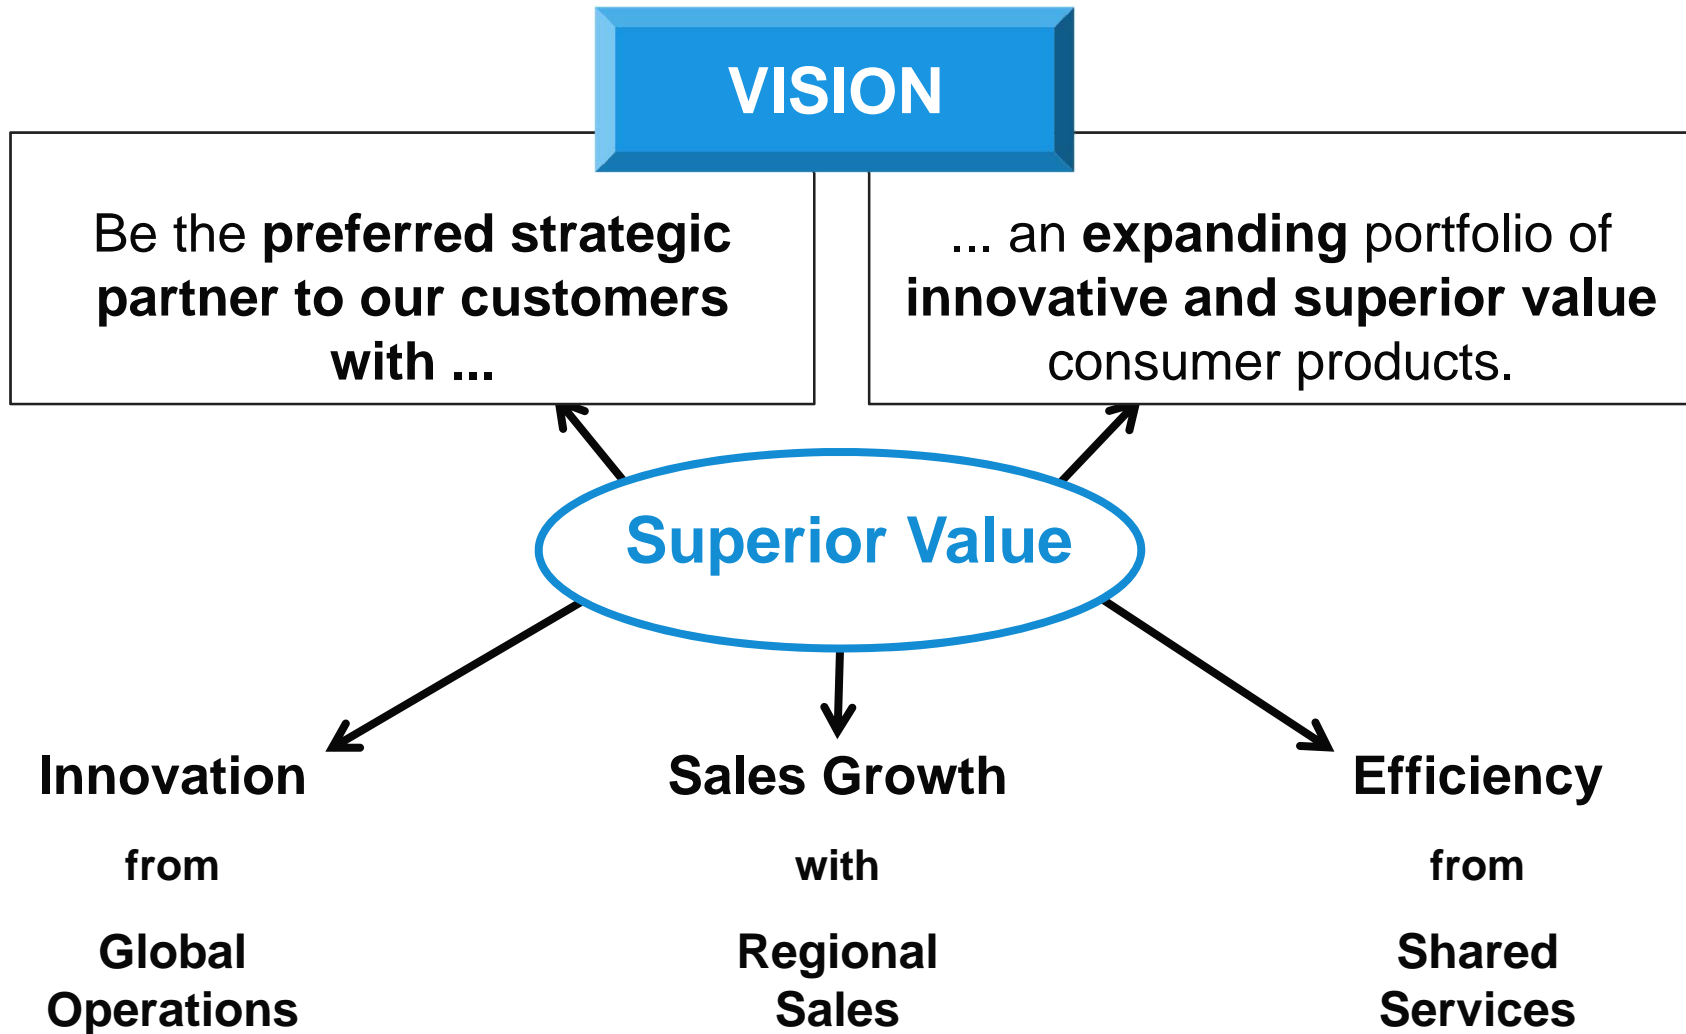 VISION
Be the preferred strategic
partner to our customers
with ...
... an expanding portfolio of
innovative and superior value
consumer products.
Superior Value
Innovation
from
Global
Operations
Sales Growth
with
Regional
Sales
Efficiency
from
Shared
Services